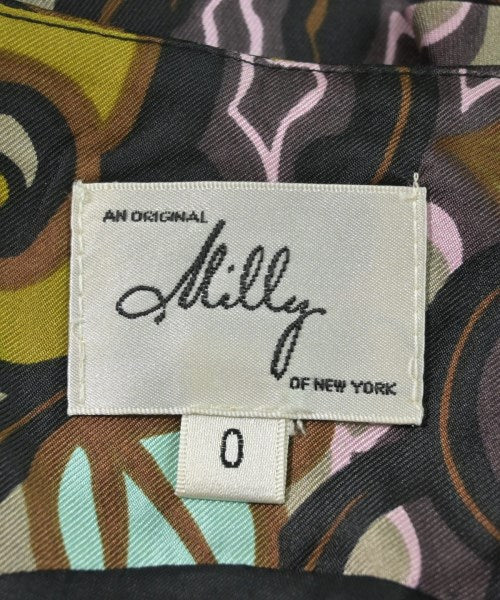 AN ORIGINAL
Milly
OF NEW YORK
0